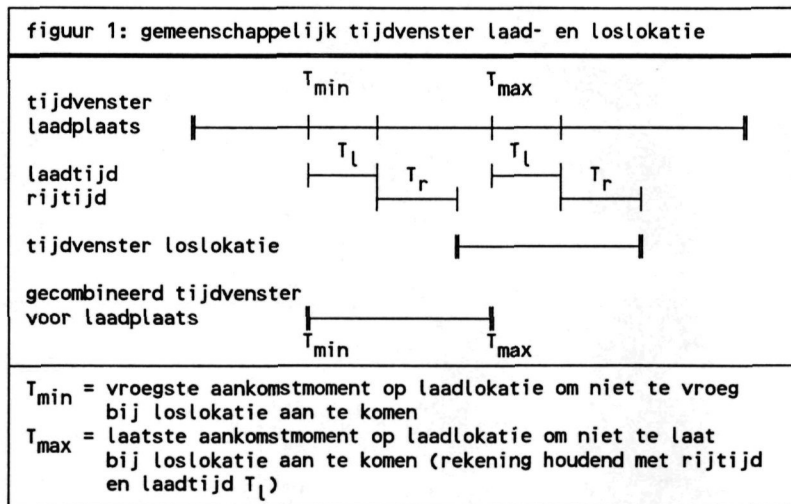 figuur 1: gemeenschappelijk tijdvenster laad- en loslokatie
T_min T_max
tijdvenster
laadplaats
T_l T_l
laadtijd T_r T_r
rijtijd
tijdvenster loslokatie
gecombineerd tijdvenster
voor laadplaats
T_min T_max
T_min = vroegste aankomstmoment op laadlokatie om niet te vroeg
bij loslokatie aan te komen
T_max = laatste aankomstmoment op laadlokatie om niet te laat
bij loslokatie aan te komen (rekening houdend met rijtijd
en laadtijd T_l)